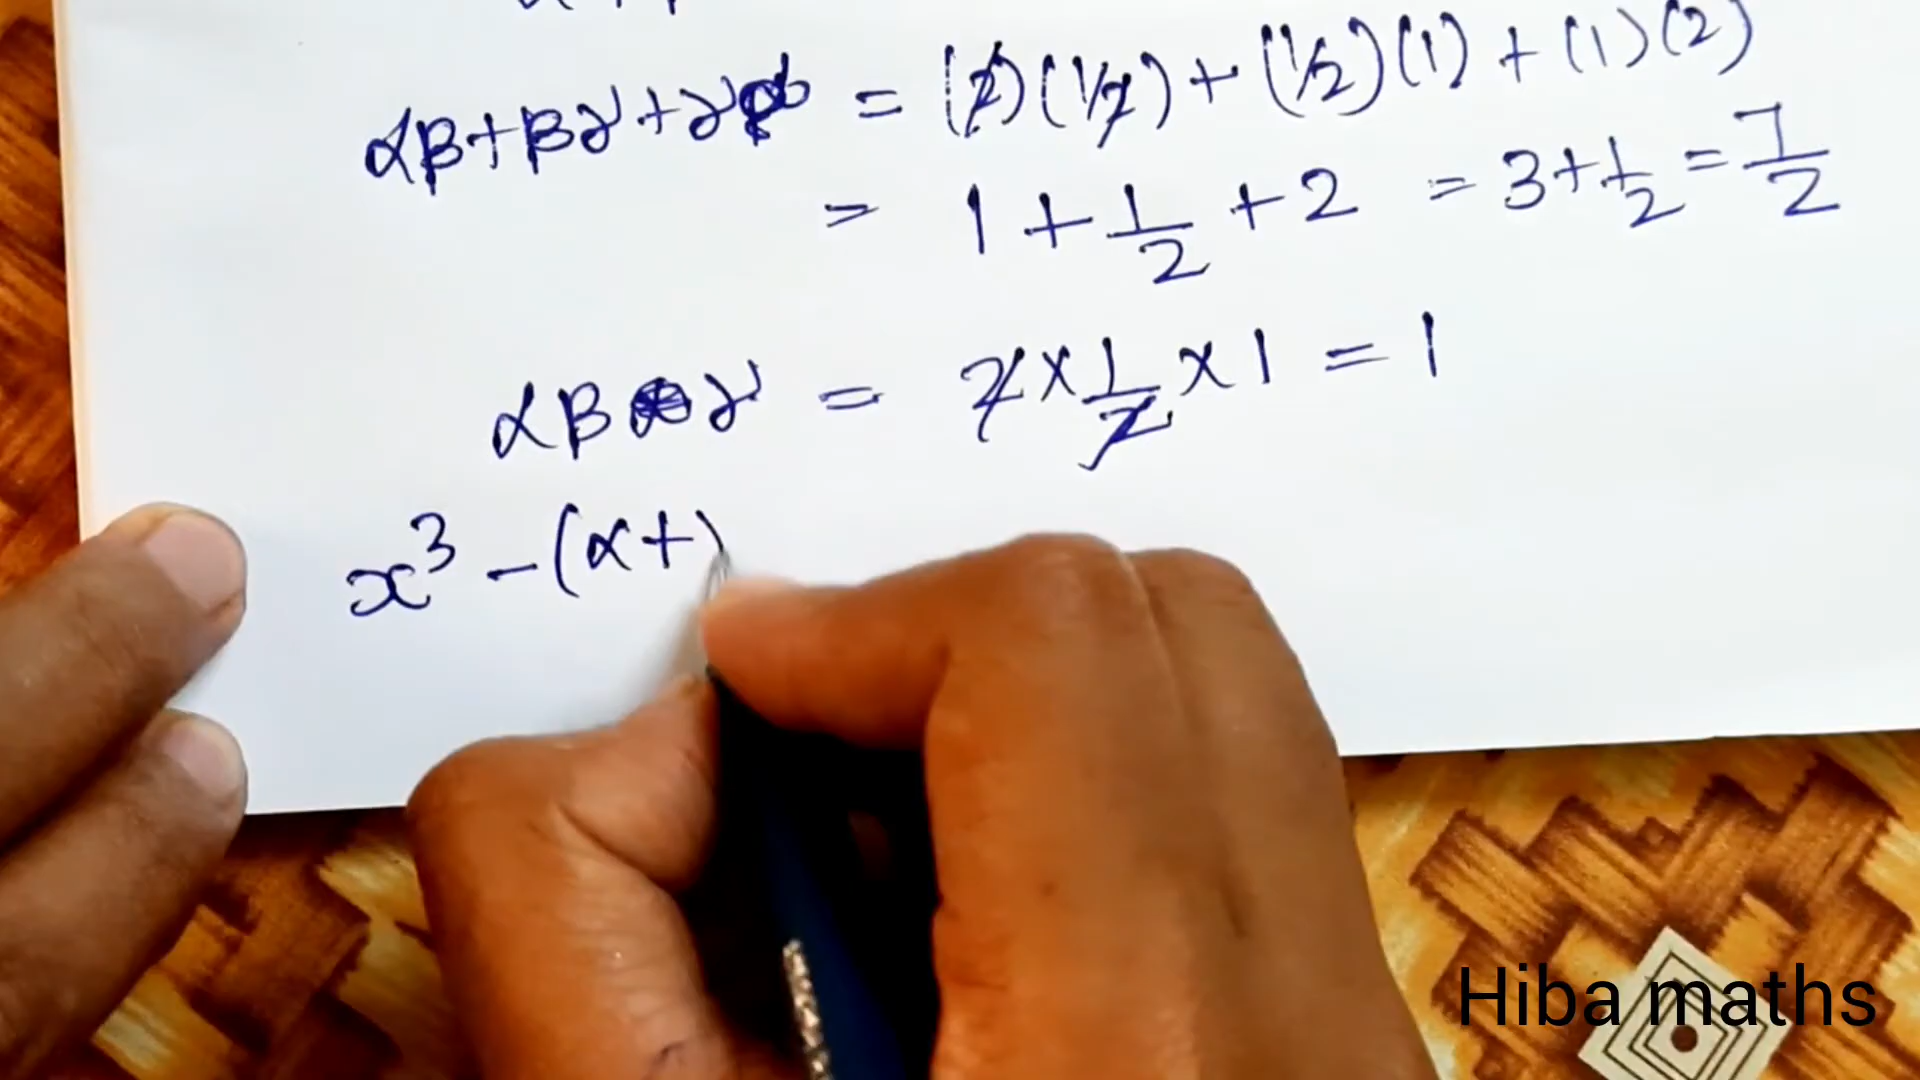 αβ+βγ+γα = (2)(1/2) + (1/2)(1) + (1)(2)
= 1 + 1/2 + 2 = 3 + 1/2 = 7/2
αβγ = 2 × 1/2 × 1 = 1
x³ - (α+
Hiba maths